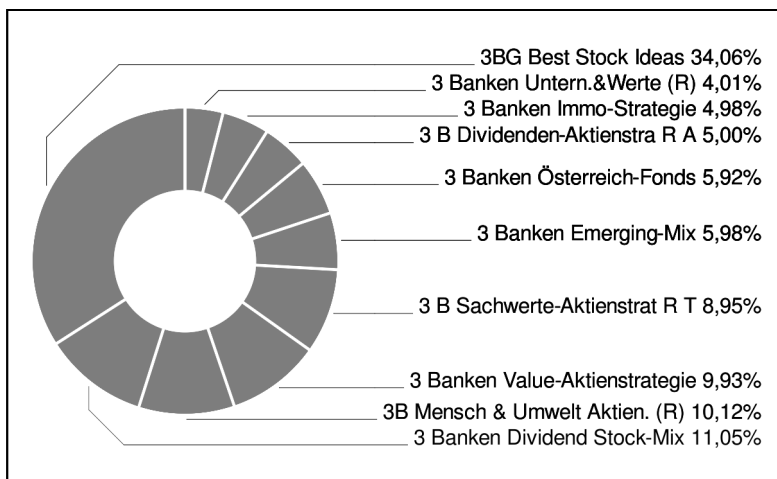 3BG Best Stock Ideas 34,06%
3 Banken Untern.&Werte (R) 4,01%
3 Banken Immo-Strategie 4,98%
3 B Dividenden-Aktienstra R A 5,00%
3 Banken Österreich-Fonds 5,92%
3 Banken Emerging-Mix 5,98%
3 B Sachwerte-Aktienstrat R T 8,95%
3 Banken Value-Aktienstrategie 9,93%
3B Mensch & Umwelt Aktien. (R) 10,12%
3 Banken Dividend Stock-Mix 11,05%